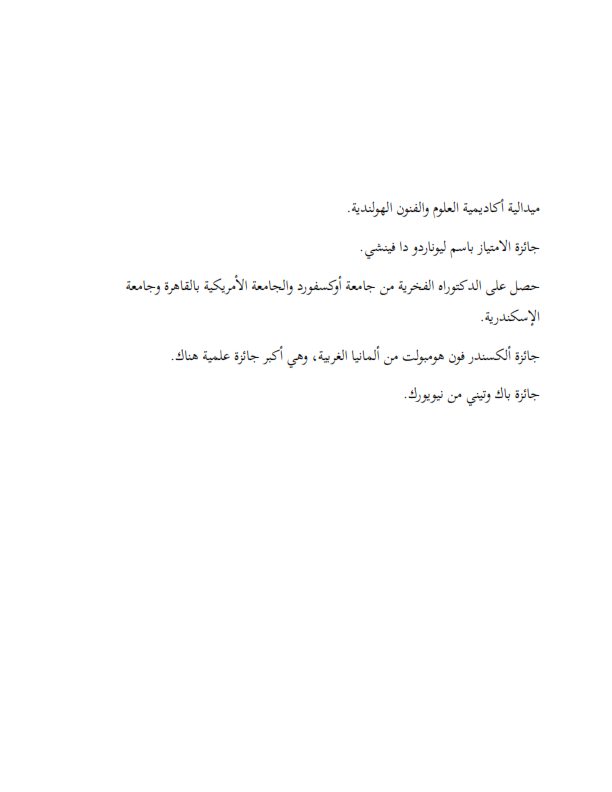 ميدالية أكاديمية العلوم والفنون الهولندية.
جائزة الامتياز باسم ليوناردو دا فينشي.
حصل على الدكتوراه الفخرية من جامعة أوكسفورد والجامعة الأمريكية بالقاهرة وجامعة
الإسكندرية.
جائزة ألكسندر فون هومبولت من ألمانيا الغربية، وهي أكبر جائزة علمية هناك.
جائزة باك وتيني من نيويورك.